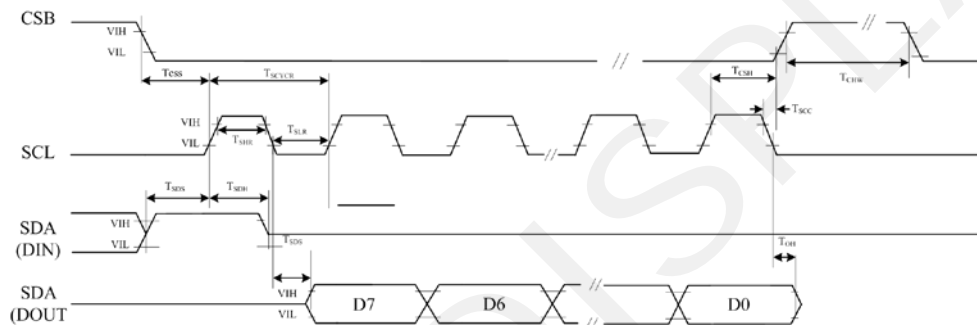 CSB
VIH
VIL
Tcss
TSCYCR
TCSH
TCHW
TSCC
SCL
VIH
VIL
TSHR
TSLR
TSDS
TSDH
SDA
(DIN)
VIH
VIL
TSDS
TOH
SDA
(DOUT
VIH
VIL
D7
D6
D0
DISPLA